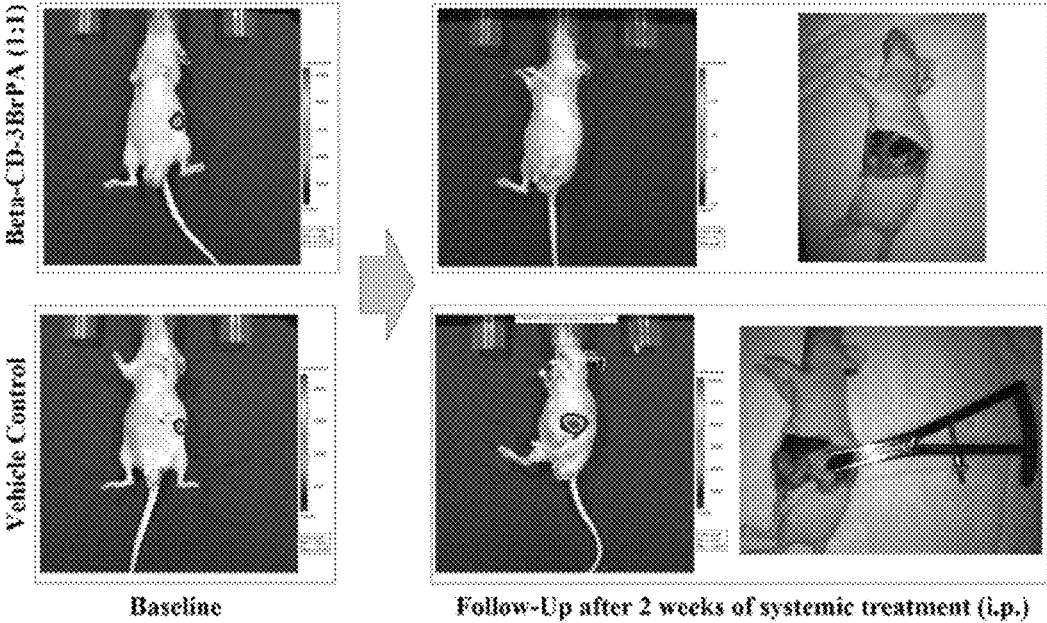 Beta-CD-3BrPA (1:1)
Vehicle Control
Baseline
Follow-Up after 2 weeks of systemic treatment (i.p.)